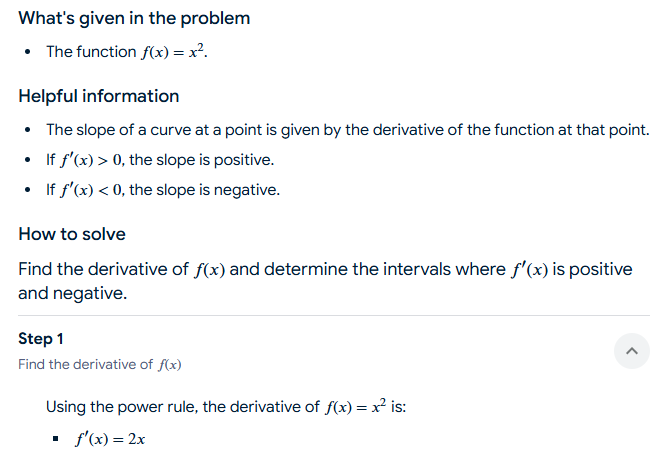 What's given in the problem
• The function f(x) = x².
Helpful information
• The slope of a curve at a point is given by the derivative of the function at that point.
• If f′(x) > 0, the slope is positive.
• If f′(x) < 0, the slope is negative.
How to solve
Find the derivative of f(x) and determine the intervals where f′(x) is positive
and negative.
Step 1
Find the derivative of f(x)
Using the power rule, the derivative of f(x) = x² is:
▪ f′(x) = 2x